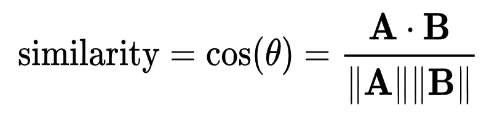 similarity = cos(θ) = A · B / ‖A‖‖B‖